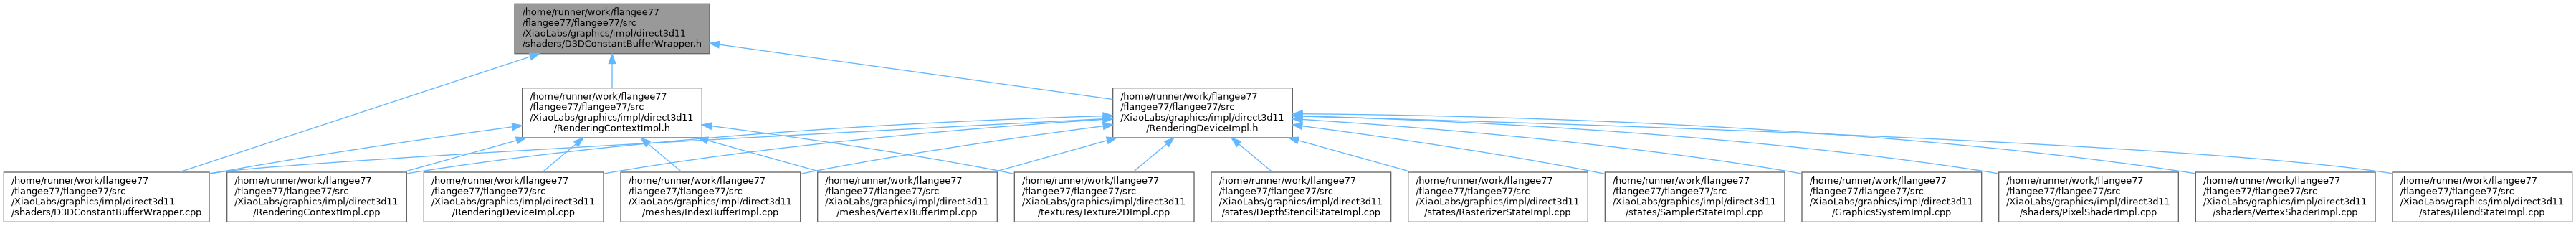 /home/runner/work/flangee77
/flangee77/flangee77/src
/XiaoLabs/graphics/impl/direct3d11
/shaders/D3DConstantBufferWrapper.h
/home/runner/work/flangee77
/flangee77/flangee77/src
/XiaoLabs/graphics/impl/direct3d11
/RenderingContextImpl.h
/home/runner/work/flangee77
/flangee77/flangee77/src
/XiaoLabs/graphics/impl/direct3d11
/RenderingDeviceImpl.h
/home/runner/work/flangee77
/flangee77/flangee77/src
/XiaoLabs/graphics/impl/direct3d11
/shaders/D3DConstantBufferWrapper.cpp
/home/runner/work/flangee77
/flangee77/flangee77/src
/XiaoLabs/graphics/impl/direct3d11
/RenderingContextImpl.cpp
/home/runner/work/flangee77
/flangee77/flangee77/src
/XiaoLabs/graphics/impl/direct3d11
/RenderingDeviceImpl.cpp
/home/runner/work/flangee77
/flangee77/flangee77/src
/XiaoLabs/graphics/impl/direct3d11
/meshes/IndexBufferImpl.cpp
/home/runner/work/flangee77
/flangee77/flangee77/src
/XiaoLabs/graphics/impl/direct3d11
/meshes/VertexBufferImpl.cpp
/home/runner/work/flangee77
/flangee77/flangee77/src
/XiaoLabs/graphics/impl/direct3d11
/textures/Texture2DImpl.cpp
/home/runner/work/flangee77
/flangee77/flangee77/src
/XiaoLabs/graphics/impl/direct3d11
/states/DepthStencilStateImpl.cpp
/home/runner/work/flangee77
/flangee77/flangee77/src
/XiaoLabs/graphics/impl/direct3d11
/states/RasterizerStateImpl.cpp
/home/runner/work/flangee77
/flangee77/flangee77/src
/XiaoLabs/graphics/impl/direct3d11
/states/SamplerStateImpl.cpp
/home/runner/work/flangee77
/flangee77/flangee77/src
/XiaoLabs/graphics/impl/direct3d11
/GraphicsSystemImpl.cpp
/home/runner/work/flangee77
/flangee77/flangee77/src
/XiaoLabs/graphics/impl/direct3d11
/shaders/PixelShaderImpl.cpp
/home/runner/work/flangee77
/flangee77/flangee77/src
/XiaoLabs/graphics/impl/direct3d11
/shaders/VertexShaderImpl.cpp
/home/runner/work/flangee77
/flangee77/flangee77/src
/XiaoLabs/graphics/impl/direct3d11
/states/BlendStateImpl.cpp